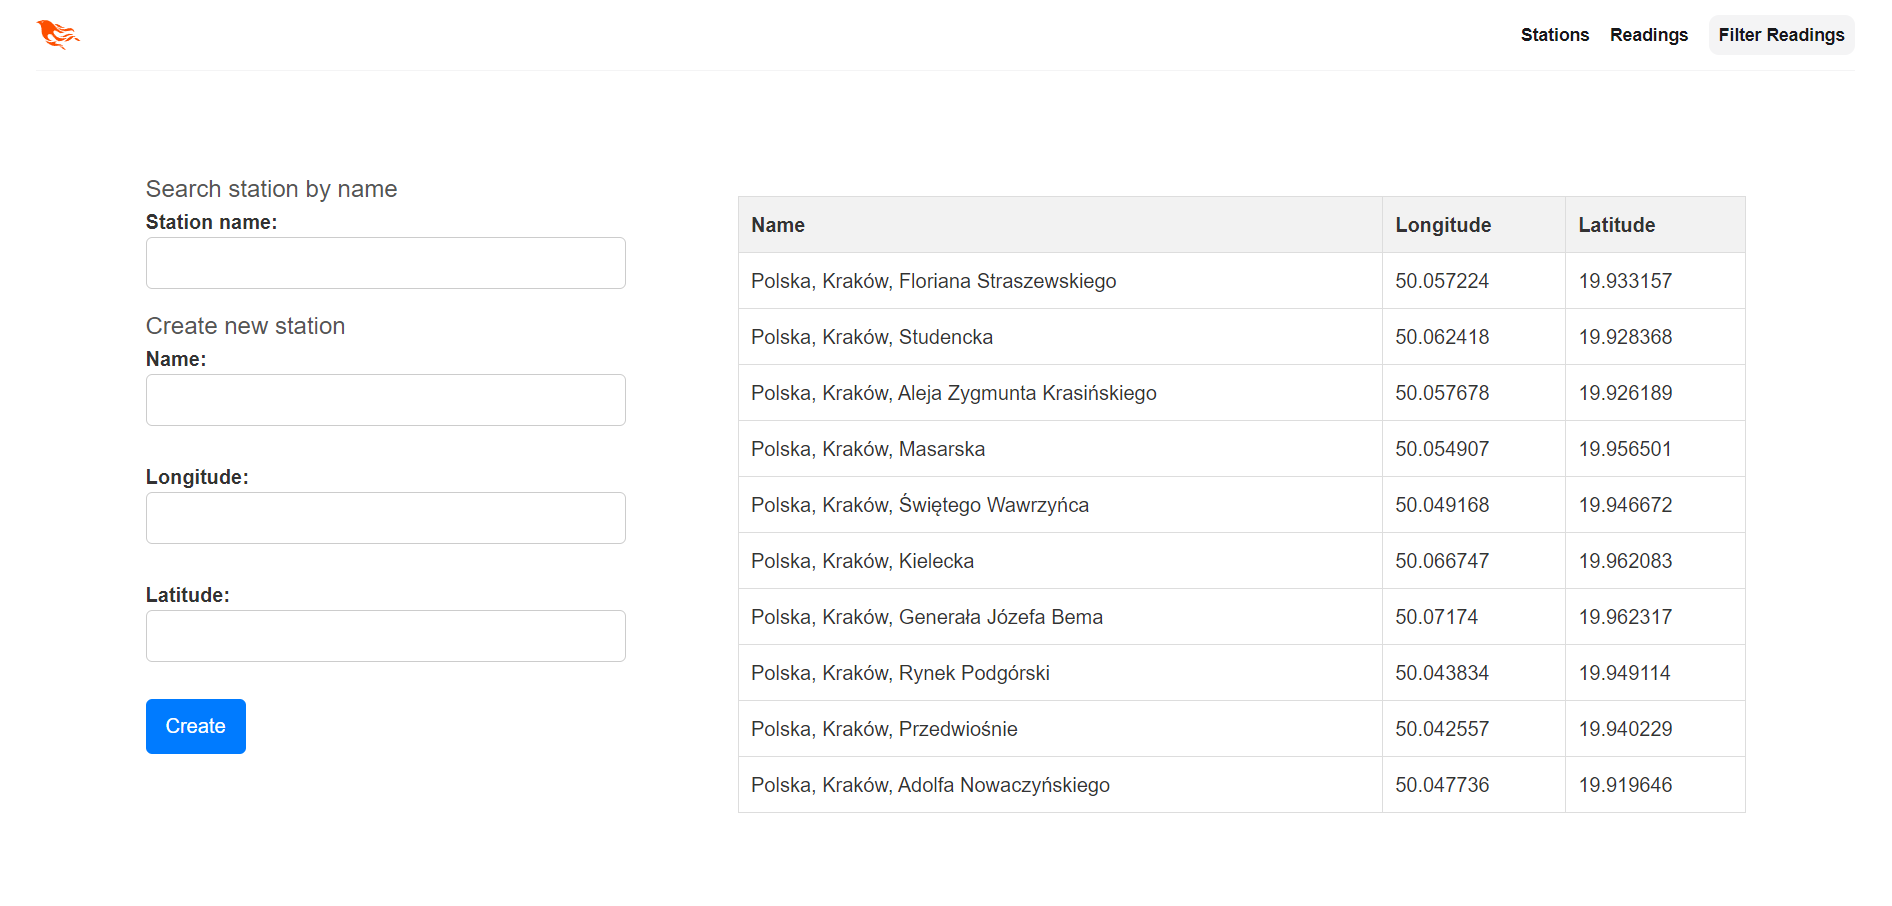 Stations Readings Filter Readings
Search station by name
Station name:
Create new station
Name:
Longitude:
Latitude:
Create
Name Longitude Latitude
Polska, Kraków, Floriana Straszewskiego 50.057224 19.933157
Polska, Kraków, Studencka 50.062418 19.928368
Polska, Kraków, Aleja Zygmunta Krasińskiego 50.057678 19.926189
Polska, Kraków, Masarska 50.054907 19.956501
Polska, Kraków, Świętego Wawrzyńca 50.049168 19.946672
Polska, Kraków, Kielecka 50.066747 19.962083
Polska, Kraków, Generała Józefa Bema 50.07174 19.962317
Polska, Kraków, Rynek Podgórski 50.043834 19.949114
Polska, Kraków, Przedwiośnie 50.042557 19.940229
Polska, Kraków, Adolfa Nowaczyńskiego 50.047736 19.919646